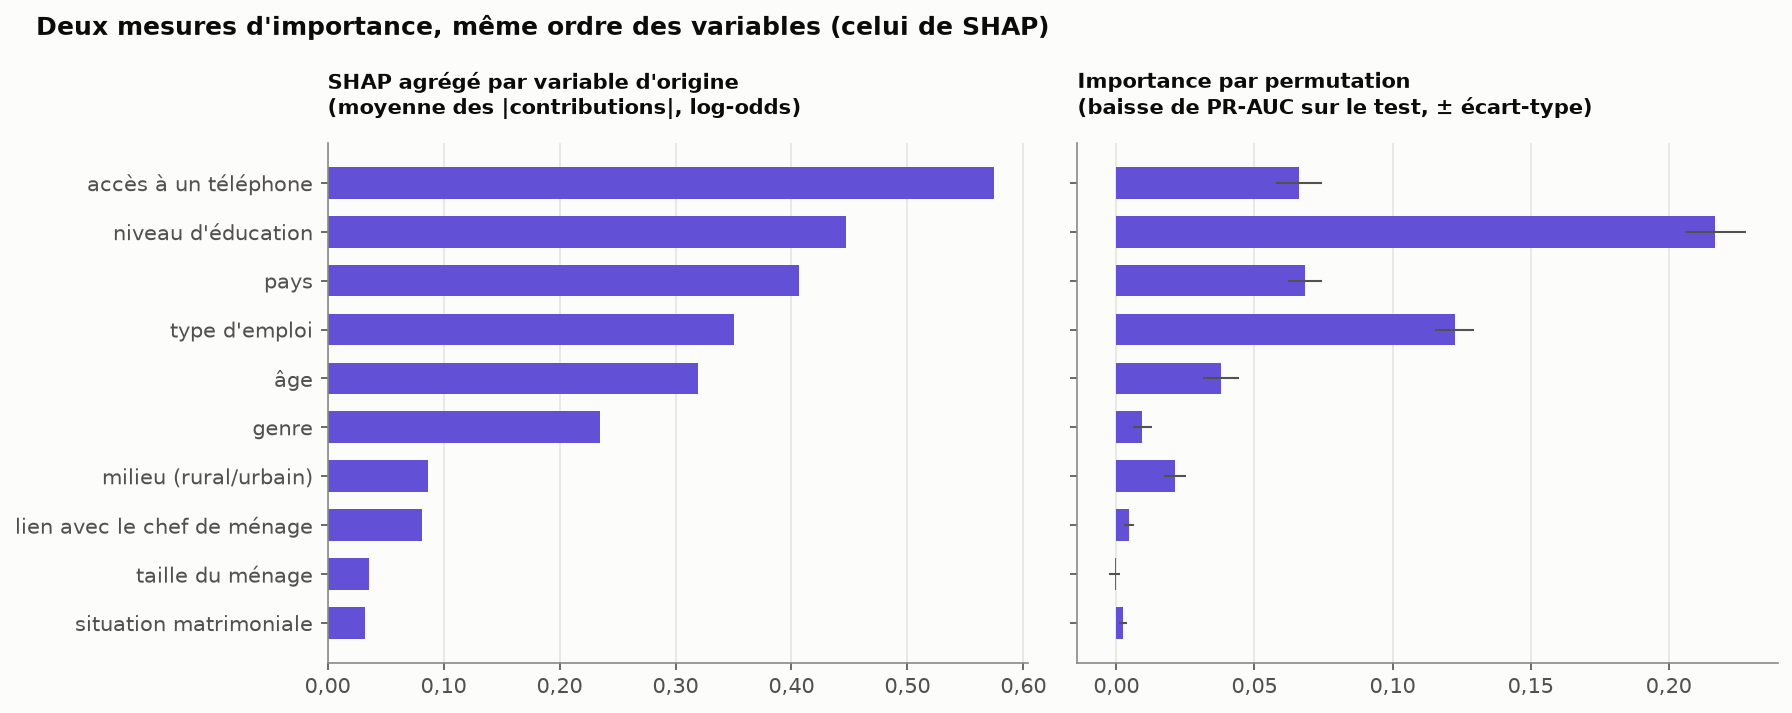 Deux mesures d'importance, même ordre des variables (celui de SHAP)
SHAP agrégé par variable d'origine
(moyenne des |contributions|, log-odds)
accès à un téléphone
niveau d'éducation
pays
type d'emploi
âge
genre
milieu (rural/urbain)
lien avec le chef de ménage
taille du ménage
situation matrimoniale
0,00 0,10 0,20 0,30 0,40 0,50 0,60
Importance par permutation
(baisse de PR-AUC sur le test, ± écart-type)
0,00 0,05 0,10 0,15 0,20